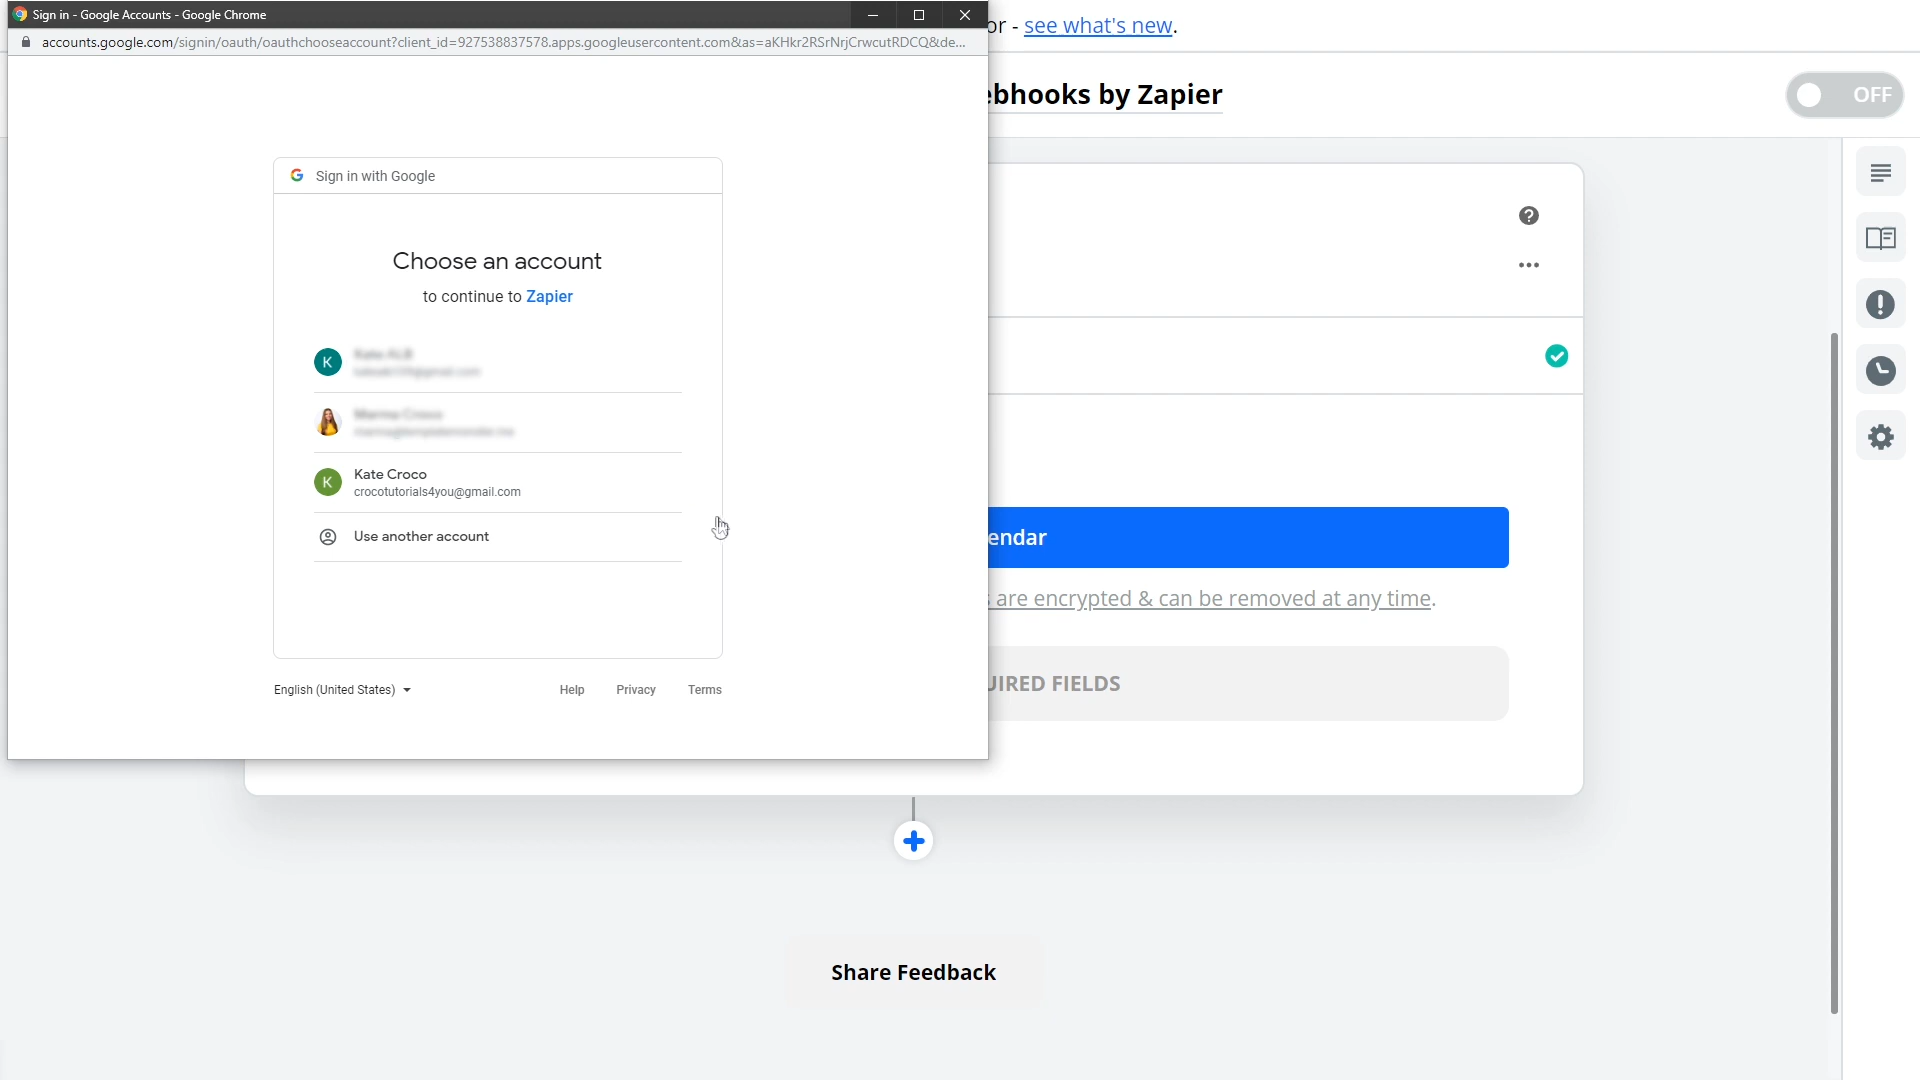 Sign in - Google Accounts - Google Chrome
accounts.google.com/signin/oauth/oauthchooseaccount?client_id=927538837578.apps.googleusercontent.com&as=aKHkr2RSrNrjCrwcutRDCQ&de...
or - see what's new.
ebhooks by Zapier
OFF
Sign in with Google
Choose an account
to continue to Zapier
K
K
Kate Croco
crocotutorials4you@gmail.com
Use another account
endar
s are encrypted & can be removed at any time.
UIRED FIELDS
English (United States)
Help
Privacy
Terms
Share Feedback